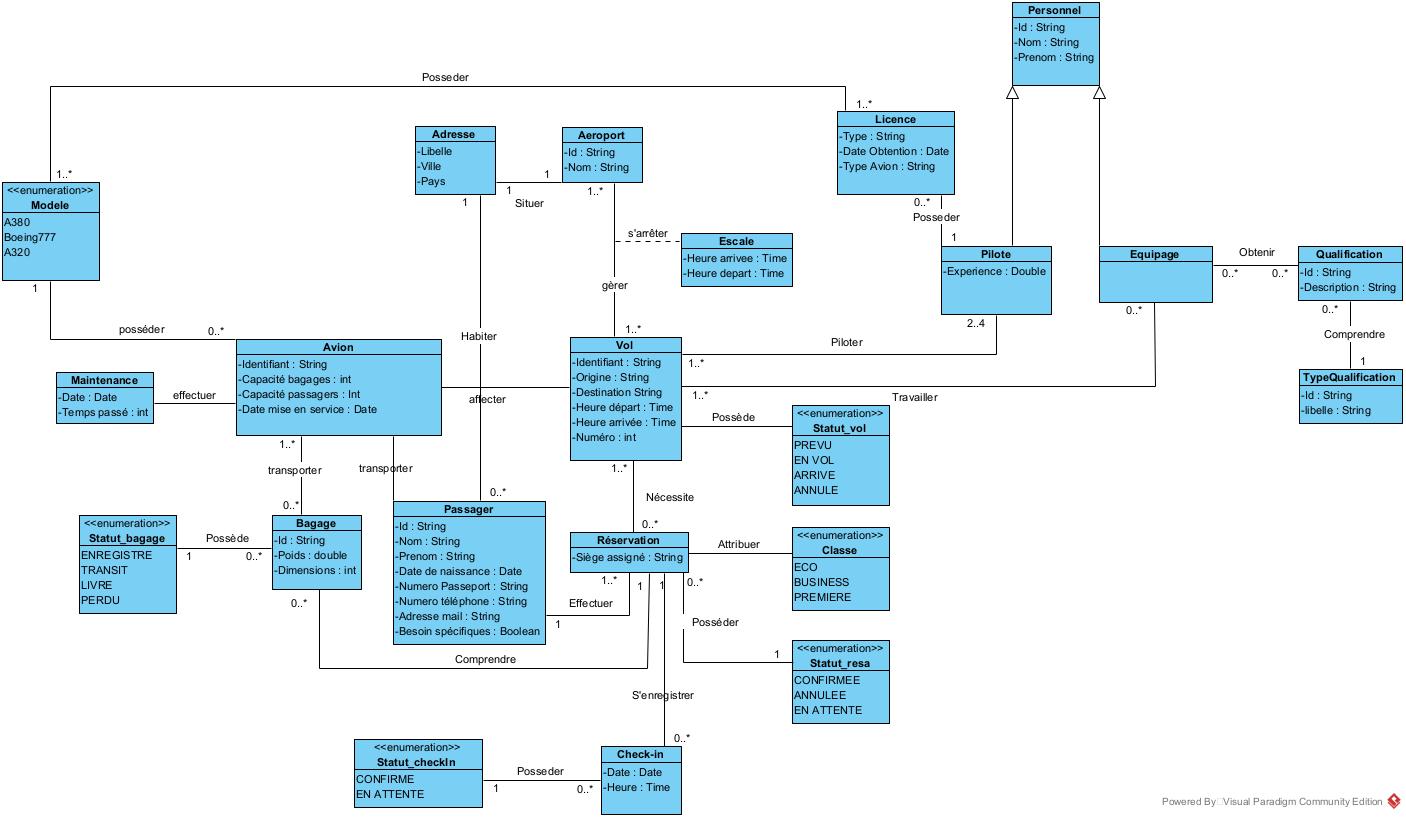 Personnel
-Id : String
-Nom : String
-Prenom : String
Posseder
1..*
1..*
Licence
-Type : String
-Date Obtention : Date
-Type Avion : String
0..*
Posseder
1
Adresse
-Libelle
-Ville
-Pays
1
1
Situer
1
Aeroport
-Id : String
-Nom : String
1..*
s'arrêter
Escale
-Heure arrivee : Time
-Heure depart : Time
gèrer
1..*
<<enumeration>>
Modele
A380
Boeing777
A320
1
posséder
0..*
Pilote
-Experience : Double
2..4
Piloter
1..*
Equipage
0..*
0..*
Obtenir
0..*
Qualification
-Id : String
-Description : String
0..*
Comprendre
1
TypeQualification
-Id : String
-libelle : String
Habiter
Avion
-Identifiant : String
-Capacité bagages : int
-Capacité passagers : Int
-Date mise en service : Date
Maintenance
-Date : Date
-Temps passé : int
effectuer
affecter
Vol
-Identifiant : String
-Origine : String
-Destination String
-Heure départ : Time
-Heure arrivée : Time
-Numéro : int
1..*
Travailler
Possède
<<enumeration>>
Statut_vol
PREVU
EN VOL
ARRIVE
ANNULE
1..*
transporter
0..*
transporter
0..*
1..*
Nécessite
0..*
<<enumeration>>
Statut_bagage
ENREGISTRE
TRANSIT
LIVRE
PERDU
Possède
1
0..*
Bagage
-Id : String
-Poids : double
-Dimensions : int
0..*
Passager
-Id : String
-Nom : String
-Prenom : String
-Date de naissance : Date
-Numero Passeport : String
-Numero téléphone : String
-Adresse mail : String
-Besoin spécifiques : Boolean
Réservation
-Siège assigné : String
Attribuer
<<enumeration>>
Classe
ECO
BUSINESS
PREMIERE
1..*
1
1
0..*
Effectuer
1
Posséder
1
<<enumeration>>
Statut_resa
CONFIRMEE
ANNULEE
EN ATTENTE
Comprendre
S'enregistrer
0..*
<<enumeration>>
Statut_checkIn
CONFIRME
EN ATTENTE
Posseder
1
0..*
Check-in
-Date : Date
-Heure : Time
Powered By Visual Paradigm Community Edition